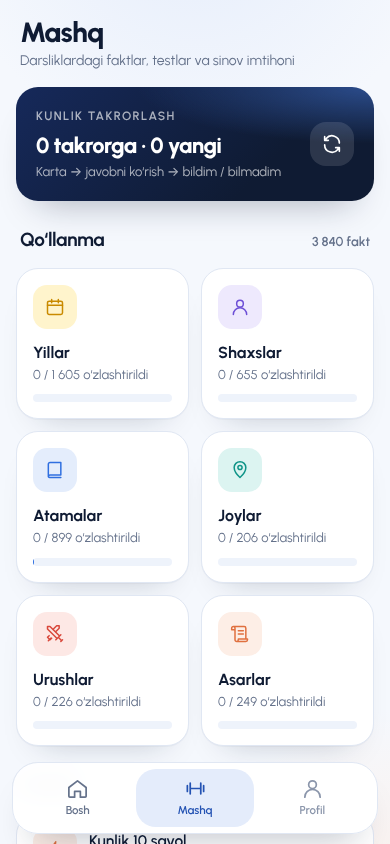 Mashq
Darsliklardagi faktlar, testlar va sinov imtihoni
KUNLIK TAKRORLASH
0 takrorga · 0 yangi
Karta → javobni ko‘rish → bildim / bilmadim
Qo‘llanma
3 840 fakt
Yillar
0 / 1 605 o‘zlashtirildi
Shaxslar
0 / 655 o‘zlashtirildi
Atamalar
0 / 899 o‘zlashtirildi
Joylar
0 / 206 o‘zlashtirildi
Urushlar
0 / 226 o‘zlashtirildi
Asarlar
0 / 249 o‘zlashtirildi
Bosh
Mashq
Profil
Kunlik 10 savol